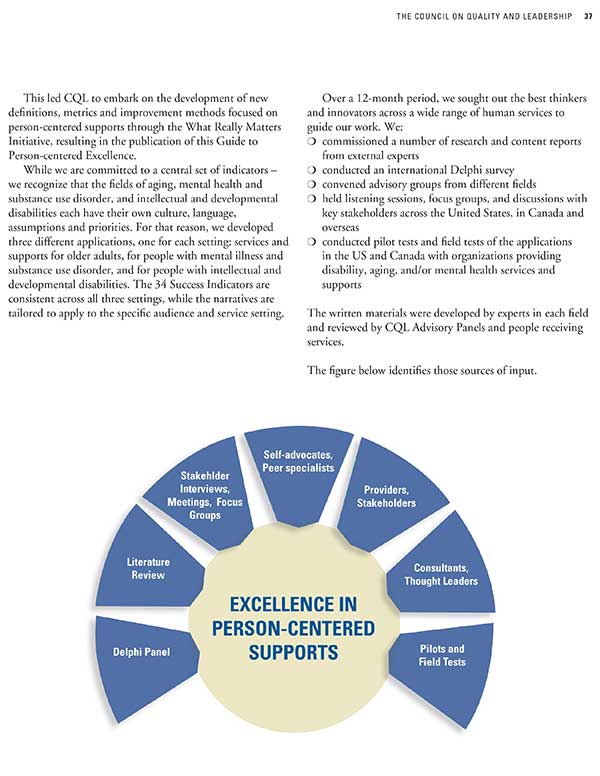 THE COUNCIL ON QUALITY AND LEADERSHIP 37
This led CQL to embark on the development of new
definitions, metrics and improvement methods focused on
person-centered supports through the What Really Matters
Initiative, resulting in the publication of this Guide to
Person-centered Excellence.
While we are committed to a central set of indicators –
we recognize that the fields of aging, mental health and
substance use disorder, and intellectual and developmental
disabilities each have their own culture, language,
assumptions and priorities. For that reason, we developed
three different applications, one for each setting: services and
supports for older adults, for people with mental illness and
substance use disorder, and for people with intellectual and
developmental disabilities. The 34 Success Indicators are
consistent across all three settings, while the narratives are
tailored to apply to the specific audience and service setting.
Over a 12-month period, we sought out the best thinkers
and innovators across a wide range of human services to
guide our work. We:
❍ commissioned a number of research and content reports
from external experts
❍ conducted an international Delphi survey
❍ convened advisory groups from different fields
❍ held listening sessions, focus groups, and discussions with
key stakeholders across the United States, in Canada and
overseas
❍ conducted pilot tests and field tests of the applications
in the US and Canada with organizations providing
disability, aging, and/or mental health services and
supports
The written materials were developed by experts in each field
and reviewed by CQL Advisory Panels and people receiving
services.
The figure below identifies those sources of input.
Delphi Panel
Literature
Review
Stakehlder
Interviews,
Meetings, Focus
Groups
Self-advocates,
Peer specialists
Providers,
Stakeholders
Consultants,
Thought Leaders
Pilots and
Field Tests
EXCELLENCE IN
PERSON-CENTERED
SUPPORTS